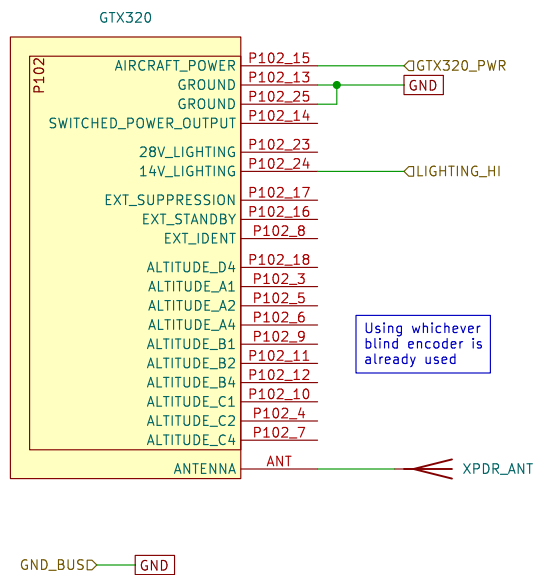 GTX320
P102
AIRCRAFT_POWER P102_15 GTX320_PWR
GROUND P102_13 GND
GROUND P102_25
SWITCHED_POWER_OUTPUT P102_14
28V_LIGHTING P102_23
14V_LIGHTING P102_24 LIGHTING_HI
EXT_SUPPRESSION P102_17
EXT_STANDBY P102_16
EXT_IDENT P102_8
ALTITUDE_D4 P102_18
ALTITUDE_A1 P102_3
ALTITUDE_A2 P102_5
ALTITUDE_A4 P102_6
ALTITUDE_B1 P102_9
ALTITUDE_B2 P102_11
ALTITUDE_B4 P102_12
ALTITUDE_C1 P102_10
ALTITUDE_C2 P102_4
ALTITUDE_C4 P102_7
Using whichever
blind encoder is
already used
ANTENNA ANT XPDR_ANT
GND_BUS GND